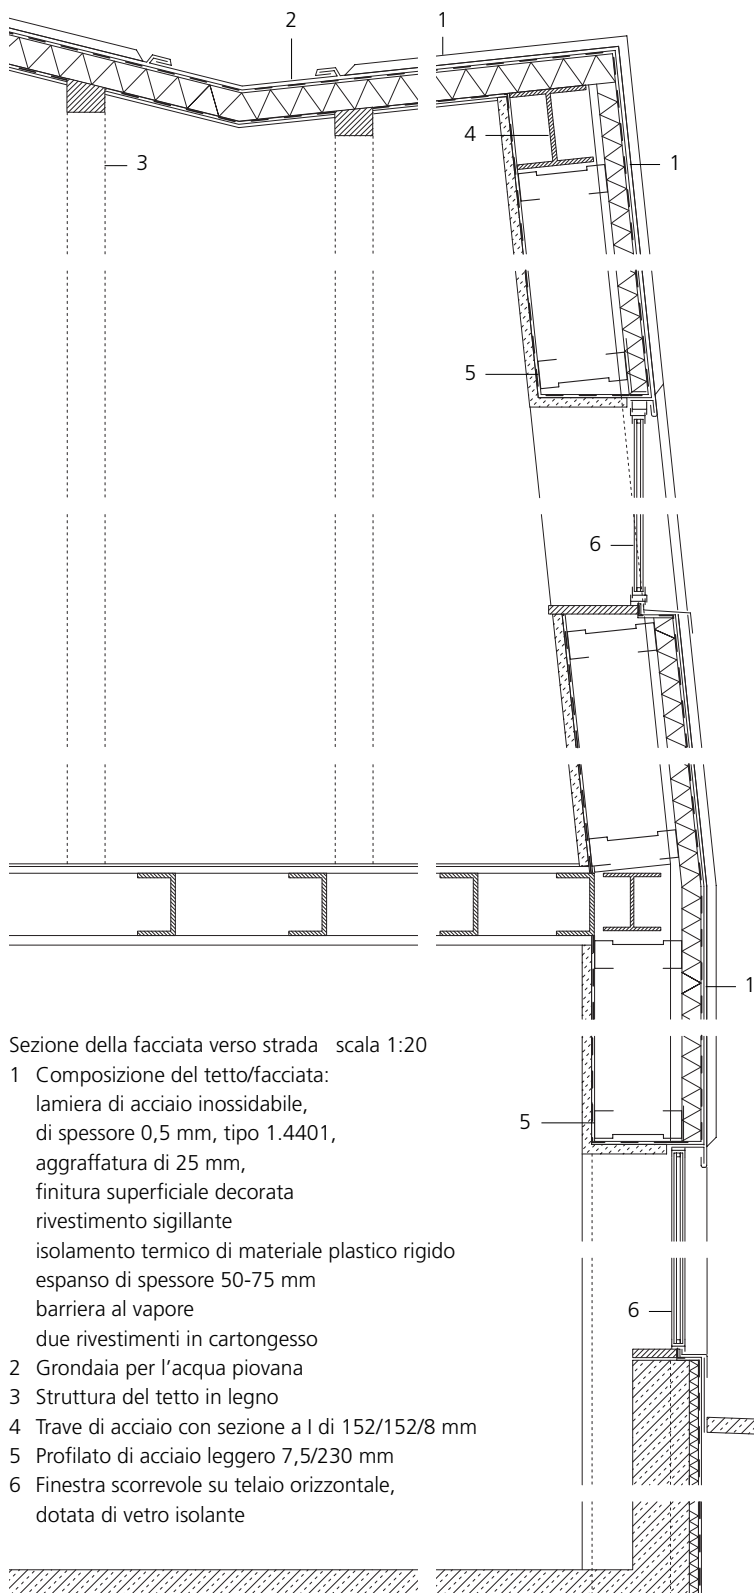 2
1
4
3
1
5
6
1
Sezione della facciata verso strada scala 1:20
1 Composizione del tetto/facciata:
lamiera di acciaio inossidabile,
di spessore 0,5 mm, tipo 1.4401,
aggraffatura di 25 mm,
finitura superficiale decorata
rivestimento sigillante
isolamento termico di materiale plastico rigido
espanso di spessore 50-75 mm
barriera al vapore
due rivestimenti in cartongesso
2 Grondaia per l'acqua piovana
3 Struttura del tetto in legno
4 Trave di acciaio con sezione a I di 152/152/8 mm
5 Profilato di acciaio leggero 7,5/230 mm
6 Finestra scorrevole su telaio orizzontale,
dotata di vetro isolante
5
6